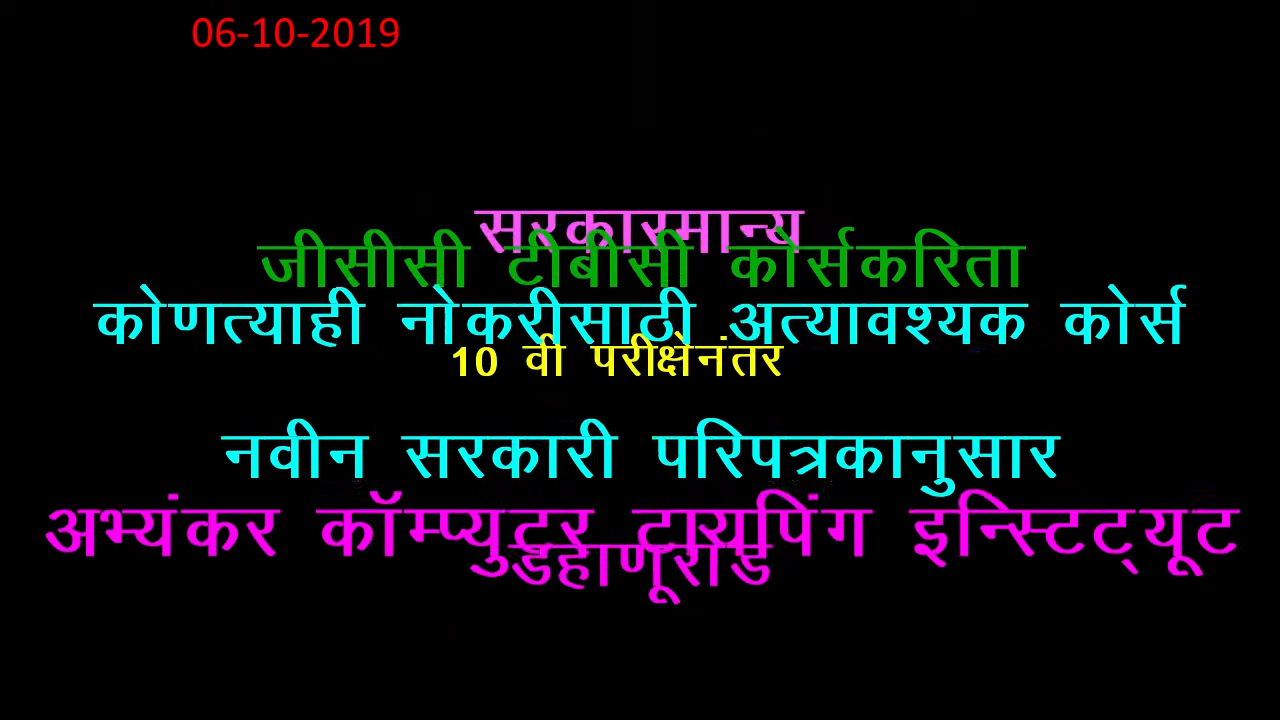 06-10-2019
सरकारमान्य
जीसीसी टीबीसी कोर्सकरिता
कोणत्याही नोकरीसाठी अत्यावश्यक कोर्स
10 वी परीक्षेनंतर
नवीन सरकारी परिपत्रकानुसार
अभ्यंकर कॉम्प्युटर टायपिंग इन्स्टिट्यूट
डहाणूरोड